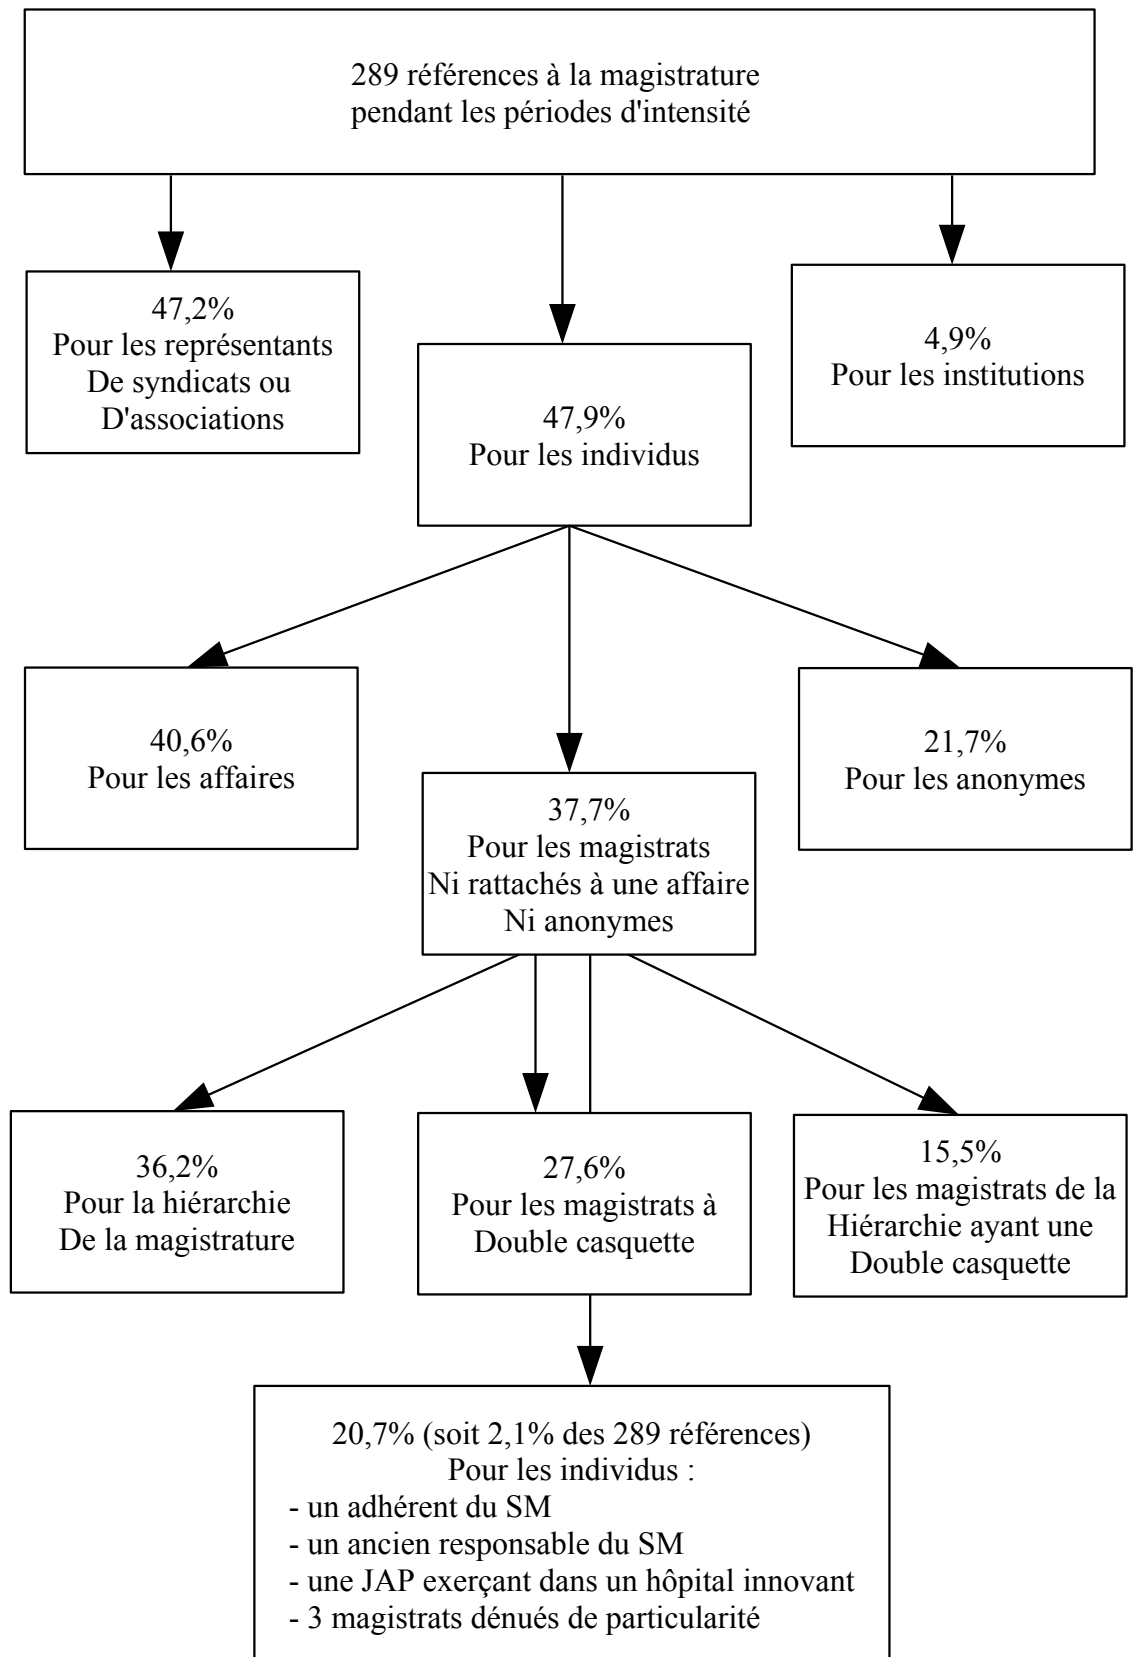 289 références à la magistrature
pendant les périodes d'intensité
47,2%
Pour les représentants
De syndicats ou
D'associations
47,9%
Pour les individus
4,9%
Pour les institutions
40,6%
Pour les affaires
37,7%
Pour les magistrats
Ni rattachés à une affaire
Ni anonymes
21,7%
Pour les anonymes
36,2%
Pour la hiérarchie
De la magistrature
27,6%
Pour les magistrats à
Double casquette
15,5%
Pour les magistrats de la
Hiérarchie ayant une
Double casquette
20,7% (soit 2,1% des 289 références)
Pour les individus :
- un adhérent du SM
- un ancien responsable du SM
- une JAP exerçant dans un hôpital innovant
- 3 magistrats dénués de particularité